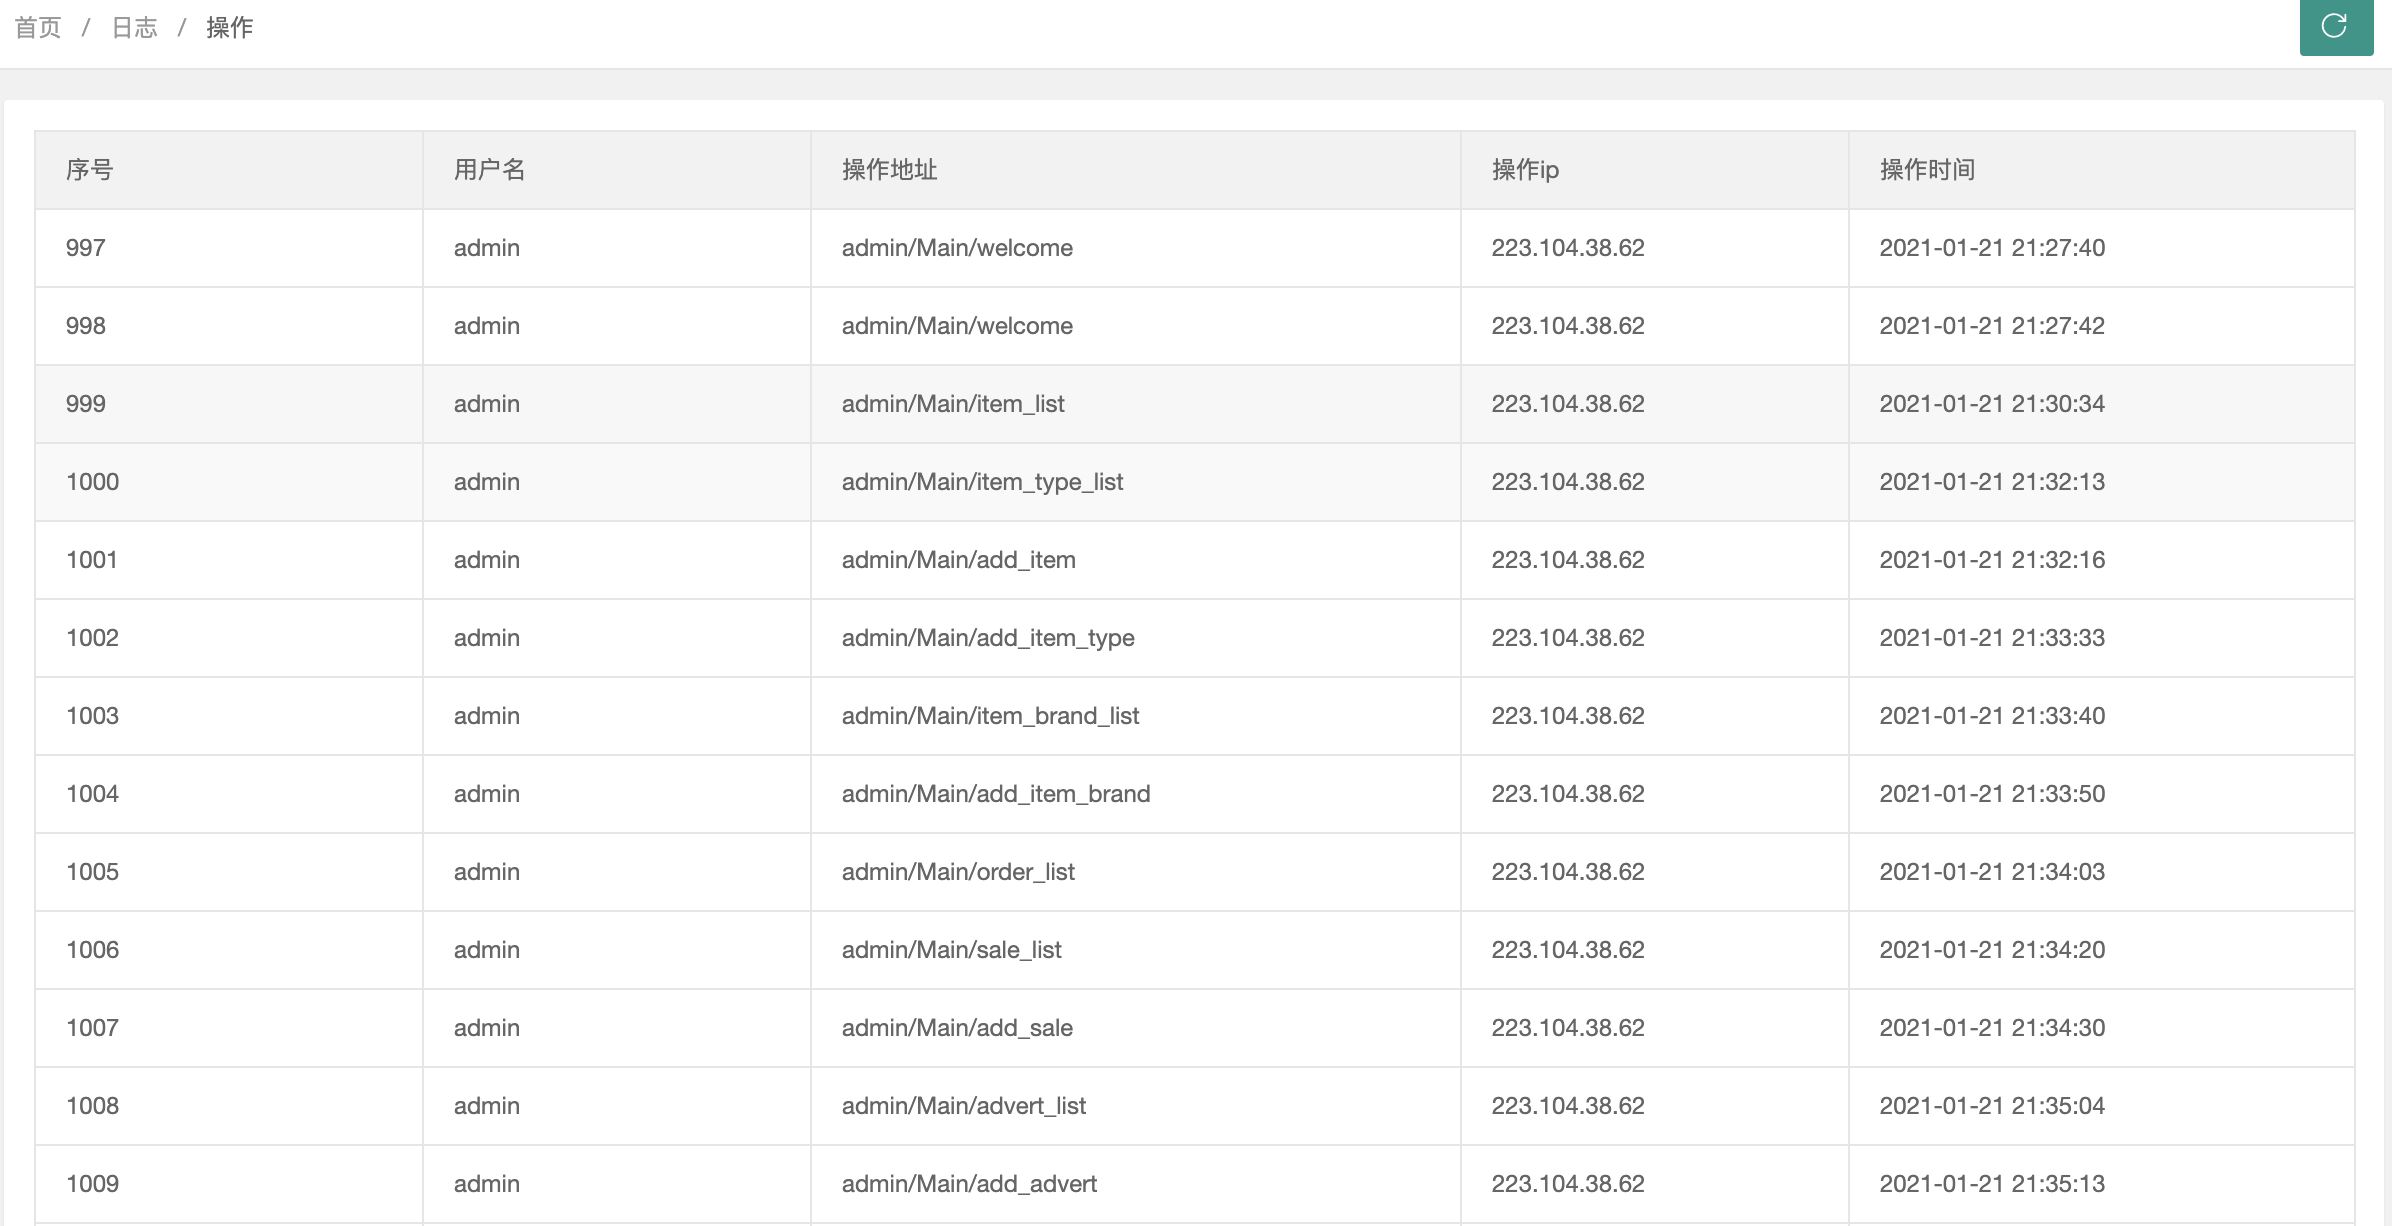 首页 / 日志 / 操作
序号 用户名 操作地址 操作ip 操作时间
997 admin admin/Main/welcome 223.104.38.62 2021-01-21 21:27:40
998 admin admin/Main/welcome 223.104.38.62 2021-01-21 21:27:42
999 admin admin/Main/item_list 223.104.38.62 2021-01-21 21:30:34
1000 admin admin/Main/item_type_list 223.104.38.62 2021-01-21 21:32:13
1001 admin admin/Main/add_item 223.104.38.62 2021-01-21 21:32:16
1002 admin admin/Main/add_item_type 223.104.38.62 2021-01-21 21:33:33
1003 admin admin/Main/item_brand_list 223.104.38.62 2021-01-21 21:33:40
1004 admin admin/Main/add_item_brand 223.104.38.62 2021-01-21 21:33:50
1005 admin admin/Main/order_list 223.104.38.62 2021-01-21 21:34:03
1006 admin admin/Main/sale_list 223.104.38.62 2021-01-21 21:34:20
1007 admin admin/Main/add_sale 223.104.38.62 2021-01-21 21:34:30
1008 admin admin/Main/advert_list 223.104.38.62 2021-01-21 21:35:04
1009 admin admin/Main/add_advert 223.104.38.62 2021-01-21 21:35:13